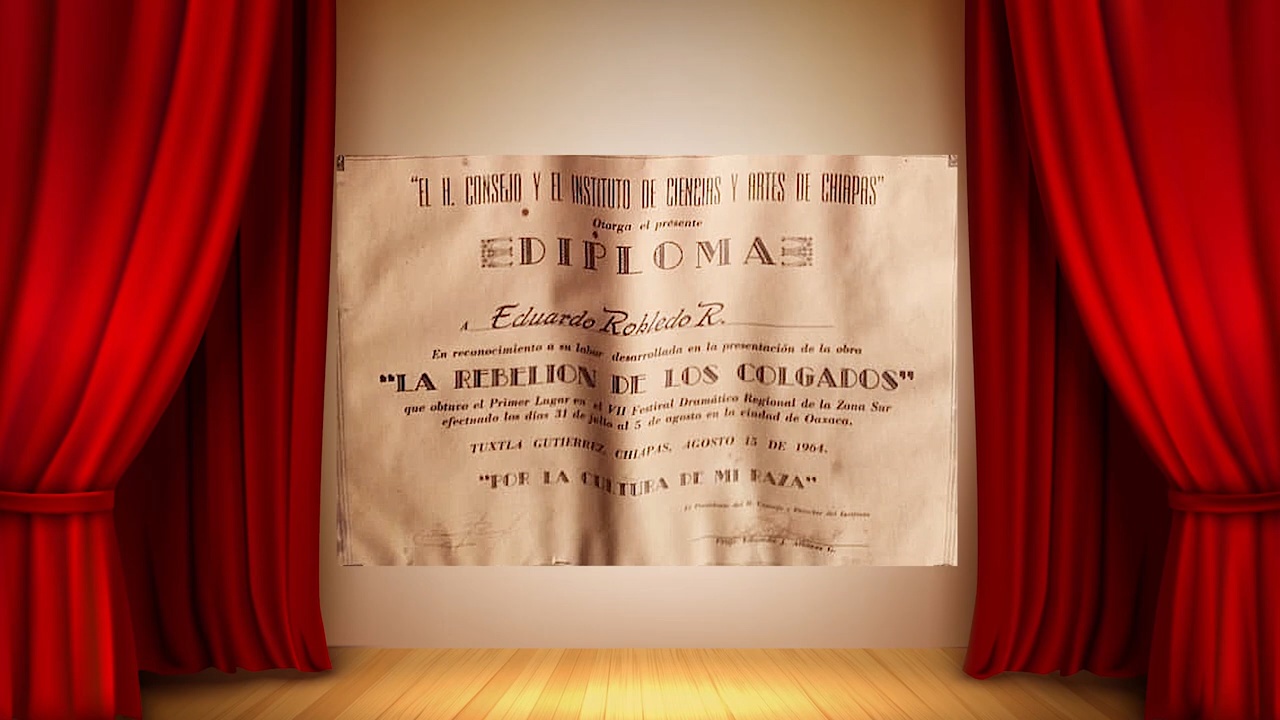 "EL H. CONSEJO Y EL INSTITUTO DE CIENCIAS Y ARTES DE CHIAPAS"
Otorga el presente
DIPLOMA
A Eduardo Robledo R.
En reconocimiento a su labor desarrollada en la presentación de la obra
"LA REBELION DE LOS COLGADOS"
que obtuvo el Primer Lugar en el VII Festival Dramático Regional de la Zona Sur
efectuado los días 31 de julio al 5 de agosto en la ciudad de Oaxaca.
TUXTLA GUTIERREZ, CHIAPAS, AGOSTO 15 DE 1964.
"POR LA CULTURA DE MI RAZA"
El Presidente del H. Consejo y Director del Instituto